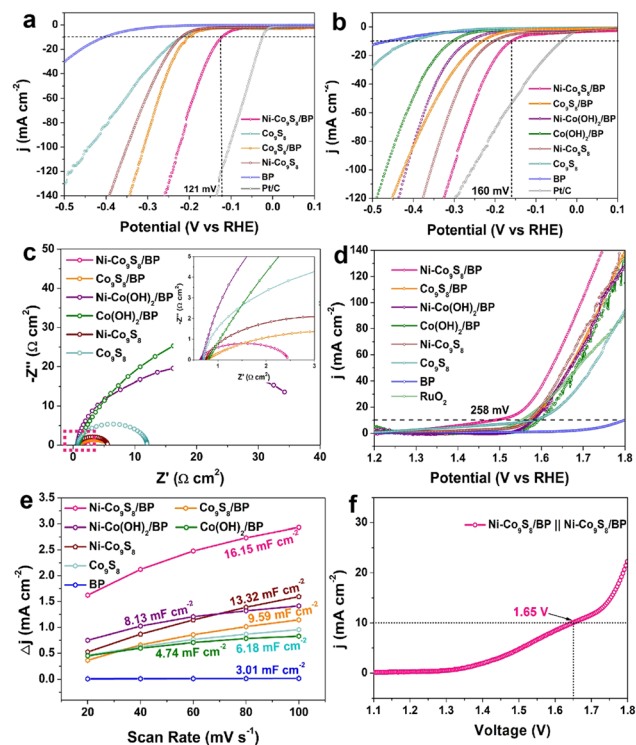 a
0
-20
-40
-60
-80
-100
-120
-140
j (mA cm⁻²)
Ni-Co₉S₈/BP
Co₉S₈
Co₉S₈/BP
Ni-Co₉S₈
BP
Pt/C
121 mV
-0.5 -0.4 -0.3 -0.2 -0.1 0.0 0.1
Potential (V vs RHE)
b
0
-20
-40
-60
-80
-100
-120
j (mA cm⁻²)
Ni-Co₉S₈/BP
Co₉S₈/BP
Ni-Co(OH)₂/BP
Co(OH)₂/BP
Ni-Co₉S₈
Co₉S₈
BP
Pt/C
160 mV
-0.5 -0.4 -0.3 -0.2 -0.1 0.0 0.1
Potential (V vs RHE)
c
-50
-40
-30
-20
-10
0
-Z'' (Ω cm²)
Ni-Co₉S₈/BP
Co₉S₈/BP
Ni-Co(OH)₂/BP
Co(OH)₂/BP
Ni-Co₉S₈
Co₉S₈
5
4
3
2
1
0
-Z'' (Ω cm²)
0 1 2 3
Z' (Ω cm²)
0 10 20 30 40
Z' (Ω cm²)
d
140
120
100
80
60
40
20
0
j (mA cm⁻²)
Ni-Co₉S₈/BP
Co₉S₈/BP
Ni-Co(OH)₂/BP
Co(OH)₂/BP
Ni-Co₉S₈
Co₉S₈
BP
RuO₂
258 mV
1.2 1.3 1.4 1.5 1.6 1.7 1.8
Potential (V vs RHE)
e
3.5
3.0
2.5
2.0
1.5
1.0
0.5
0.0
-0.5
Δj (mA cm⁻²)
Ni-Co₉S₈/BP Co₉S₈/BP
Ni-Co(OH)₂/BP Co(OH)₂/BP
Ni-Co₉S₈
Co₉S₈
BP
16.15 mF cm⁻²
8.13 mF cm⁻² 13.32 mF cm⁻²
9.59 mF cm⁻²
4.74 mF cm⁻² 6.18 mF cm⁻²
3.01 mF cm⁻²
20 40 60 80 100
Scan Rate (mV s⁻¹)
f
40
30
20
10
0
j (mA cm⁻²)
Ni-Co₉S₈/BP || Ni-Co₉S₈/BP
1.65 V
1.1 1.2 1.3 1.4 1.5 1.6 1.7 1.8
Voltage (V)